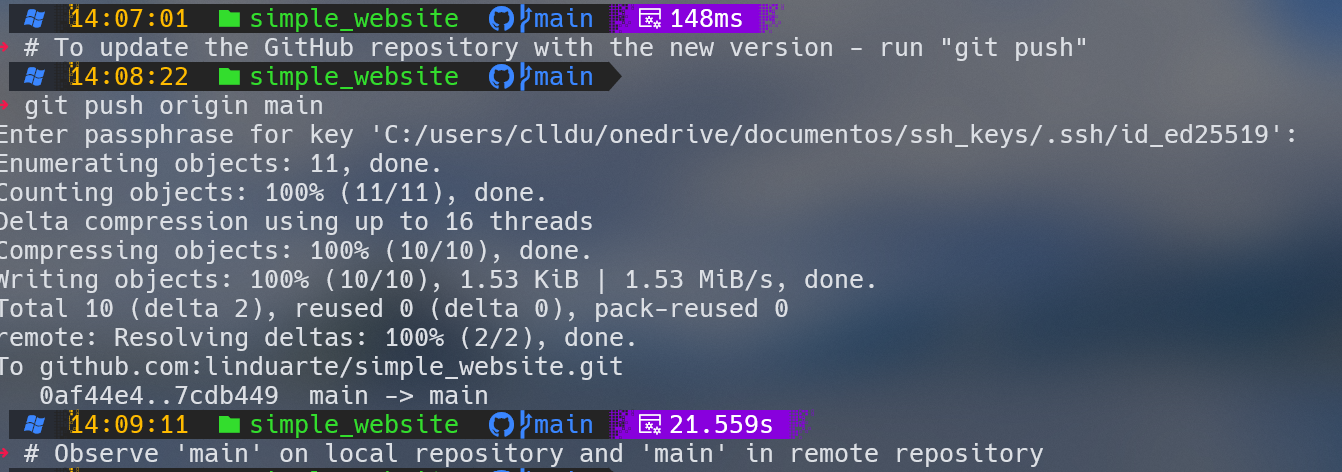 14:07:01 simple_website main 148ms
# To update the GitHub repository with the new version - run "git push"
14:08:22 simple_website main
git push origin main
Enter passphrase for key 'C:/users/clldu/onedrive/documentos/ssh_keys/.ssh/id_ed25519':
Enumerating objects: 11, done.
Counting objects: 100% (11/11), done.
Delta compression using up to 16 threads
Compressing objects: 100% (10/10), done.
Writing objects: 100% (10/10), 1.53 KiB | 1.53 MiB/s, done.
Total 10 (delta 2), reused 0 (delta 0), pack-reused 0
remote: Resolving deltas: 100% (2/2), done.
To github.com:linduarte/simple_website.git
0af44e4..7cdb449  main -> main
14:09:11 simple_website main 21.559s
# Observe 'main' on local repository and 'main' in remote repository